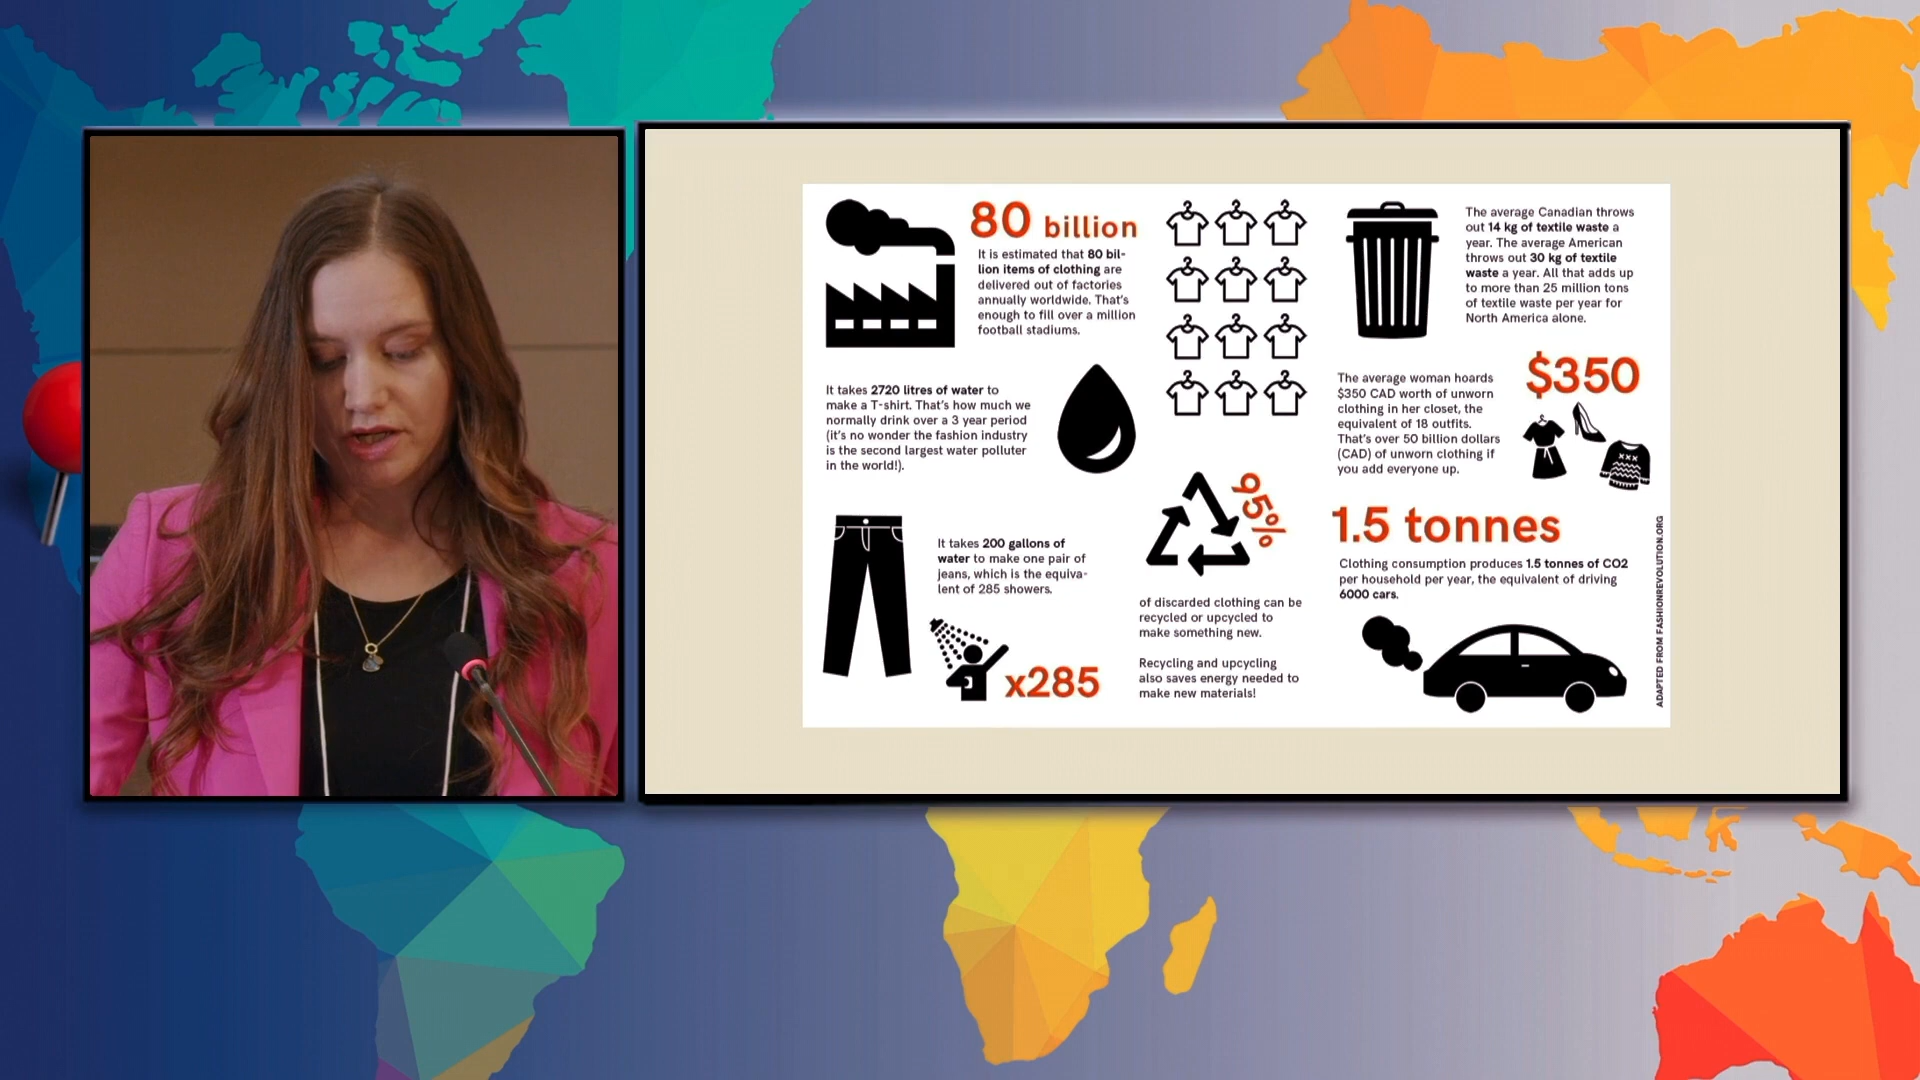 80 billion
It is estimated that 80 bil-
lion items of clothing are
delivered out of factories
annually worldwide. That's
enough to fill over a million
football stadiums.
The average Canadian throws
out 14 kg of textile waste a
year. The average American
throws out 30 kg of textile
waste a year. All that adds up
to more than 25 million tons
of textile waste per year for
North America alone.
It takes 2720 litres of water to
make a T-shirt. That's how much we
normally drink over a 3 year period
(it's no wonder the fashion industry
is the second largest water polluter
in the world!).
$350
The average woman hoards
$350 CAD worth of unworn
clothing in her closet, the
equivalent of 18 outfits.
That's over 50 billion dollars
(CAD) of unworn clothing if
you add everyone up.
It takes 200 gallons of
water to make one pair of
jeans, which is the equiva-
lent of 285 showers.
x285
95%
of discarded clothing can be
recycled or upcycled to
make something new.
Recycling and upcycling
also saves energy needed to
make new materials!
1.5 tonnes
Clothing consumption produces 1.5 tonnes of CO2
per household per year, the equivalent of driving
6000 cars.
ADAPTED FROM FASHIONREVOLUTION.ORG